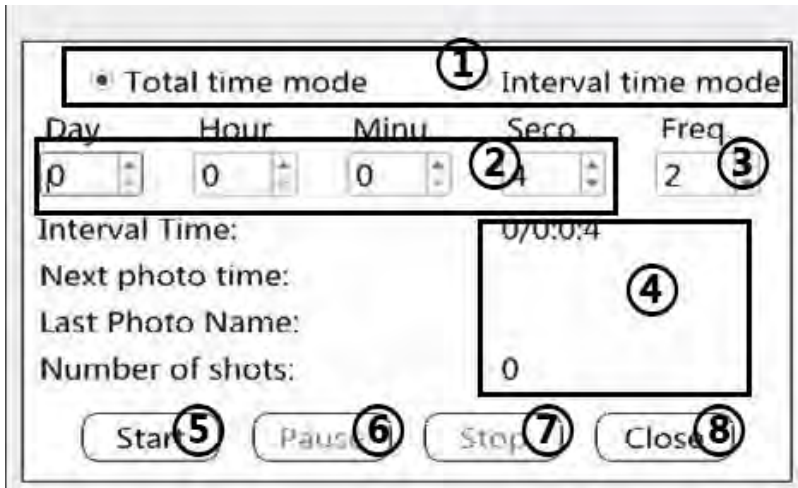 ① Total time mode Interval time mode
Day Hour Minu Seco Freq
0 0 0 ② 4 2 ③
Interval Time: 0/0:0:4
Next photo time: ④
Last Photo Name:
Number of shots: 0
Start ⑤ Pause ⑥ Stop ⑦ Close ⑧